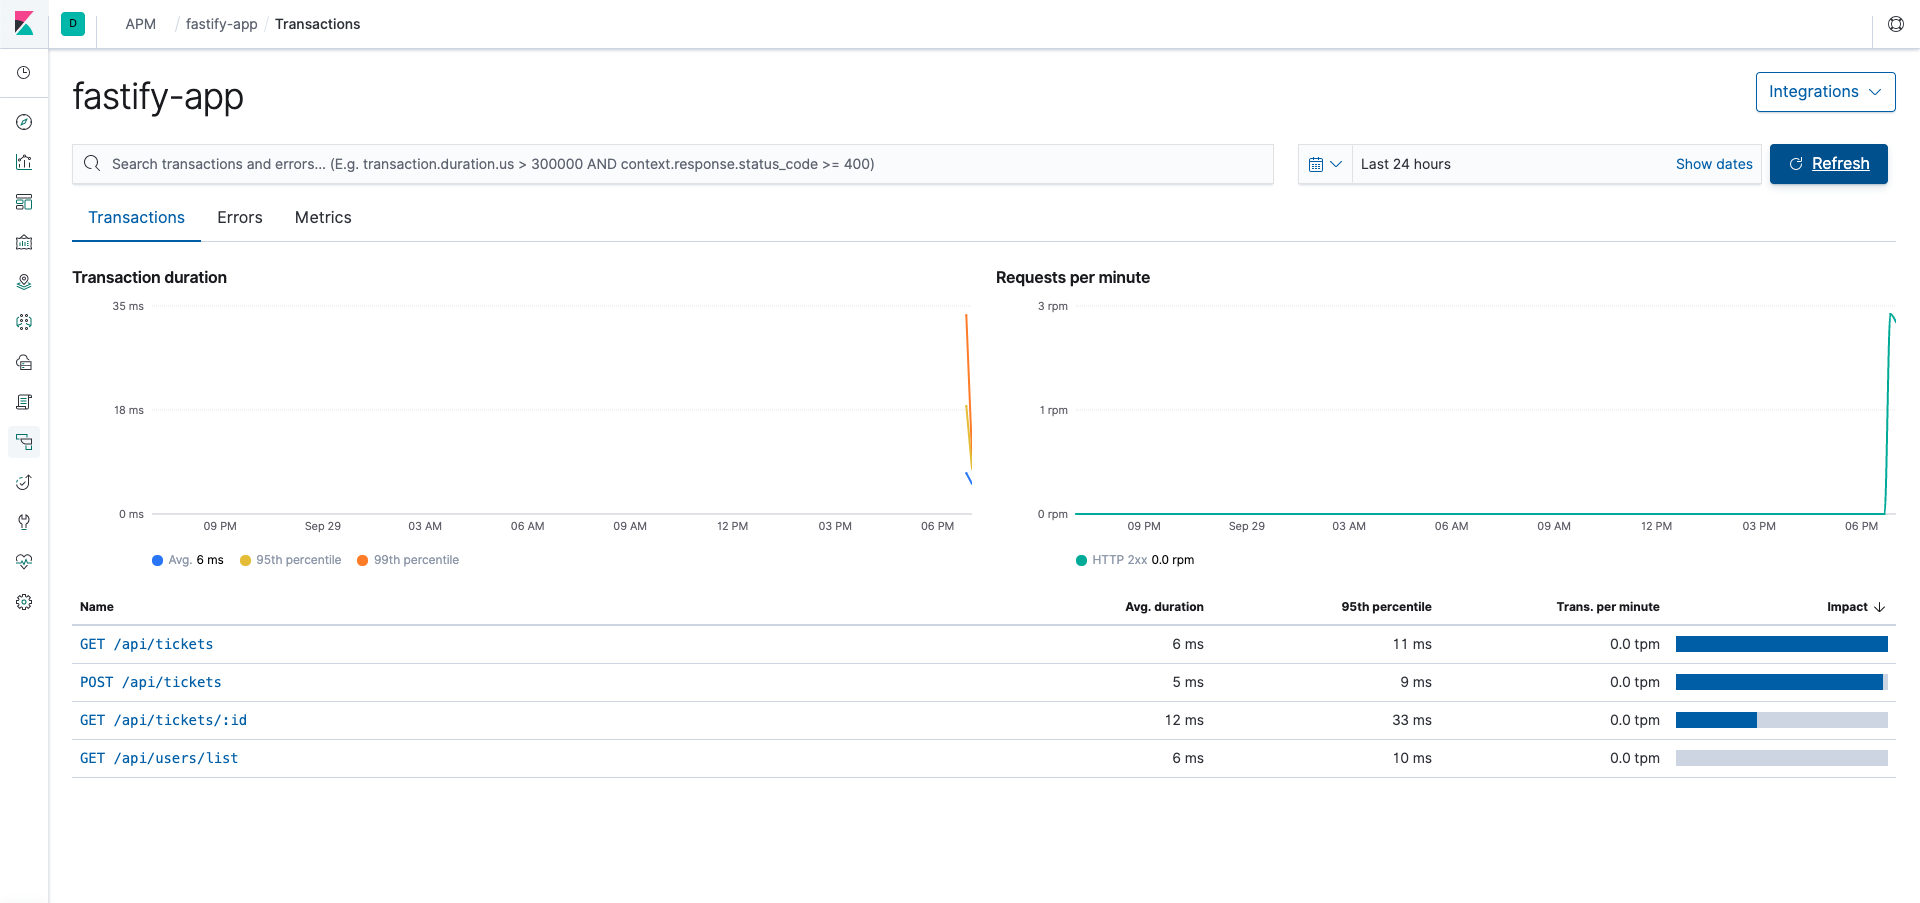 D
APM / fastify-app / Transactions
fastify-app
Integrations
Search transactions and errors... (E.g. transaction.duration.us > 300000 AND context.response.status_code >= 400)
Last 24 hours
Show dates
Refresh
Transactions
Errors
Metrics
Transaction duration
35 ms
18 ms
0 ms
09 PM
Sep 29
03 AM
06 AM
09 AM
12 PM
03 PM
06 PM
Avg. 6 ms
95th percentile
99th percentile
Requests per minute
3 rpm
1 rpm
0 rpm
09 PM
Sep 29
03 AM
06 AM
09 AM
12 PM
03 PM
06 PM
HTTP 2xx 0.0 rpm
Name Avg. duration 95th percentile Trans. per minute Impact
GET /api/tickets 6 ms 11 ms 0.0 tpm
POST /api/tickets 5 ms 9 ms 0.0 tpm
GET /api/tickets/:id 12 ms 33 ms 0.0 tpm
GET /api/users/list 6 ms 10 ms 0.0 tpm